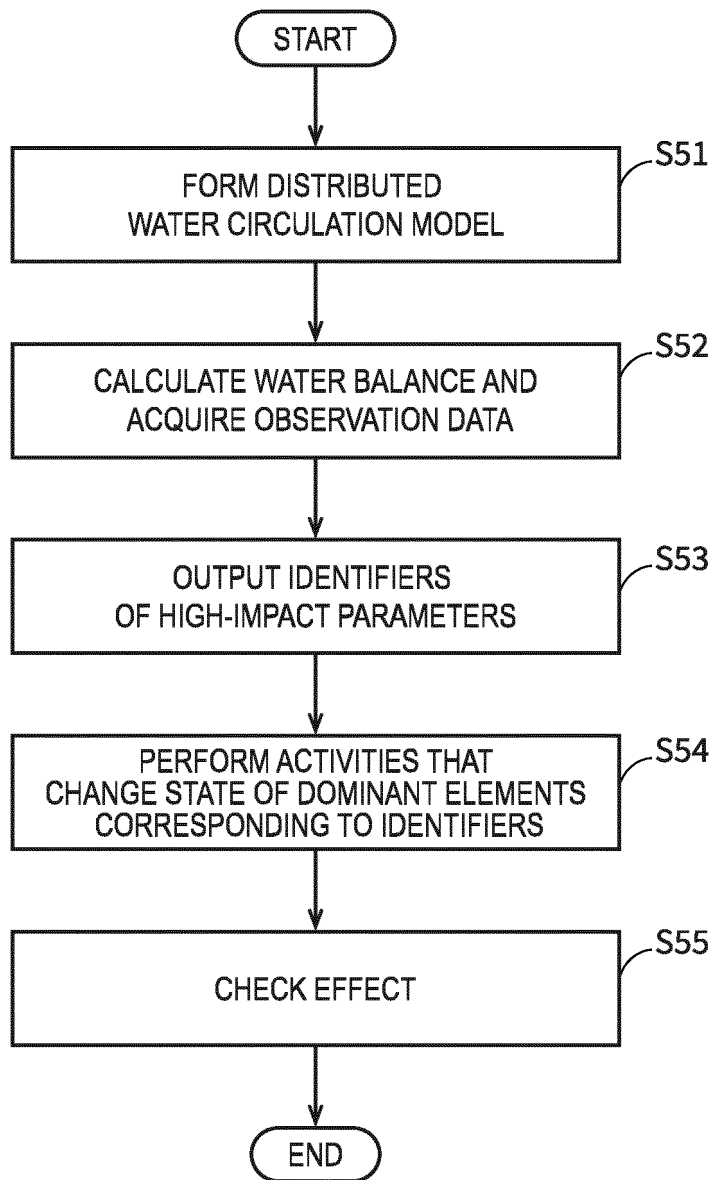 START
S51
FORM DISTRIBUTED
WATER CIRCULATION MODEL
S52
CALCULATE WATER BALANCE AND
ACQUIRE OBSERVATION DATA
S53
OUTPUT IDENTIFIERS
OF HIGH-IMPACT PARAMETERS
S54
PERFORM ACTIVITIES THAT
CHANGE STATE OF DOMINANT ELEMENTS
CORRESPONDING TO IDENTIFIERS
S55
CHECK EFFECT
END